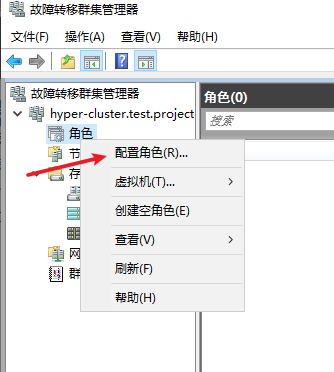 故障转移群集管理器
文件(F) 操作(A) 查看(V) 帮助(H)
故障转移群集管理器
hyper-cluster.test.project
角色
节
存
网
群
角色(0)
搜索
配置角色(R)...
虚拟机(T)...
创建空角色(E)
查看(V)
刷新(F)
帮助(H)